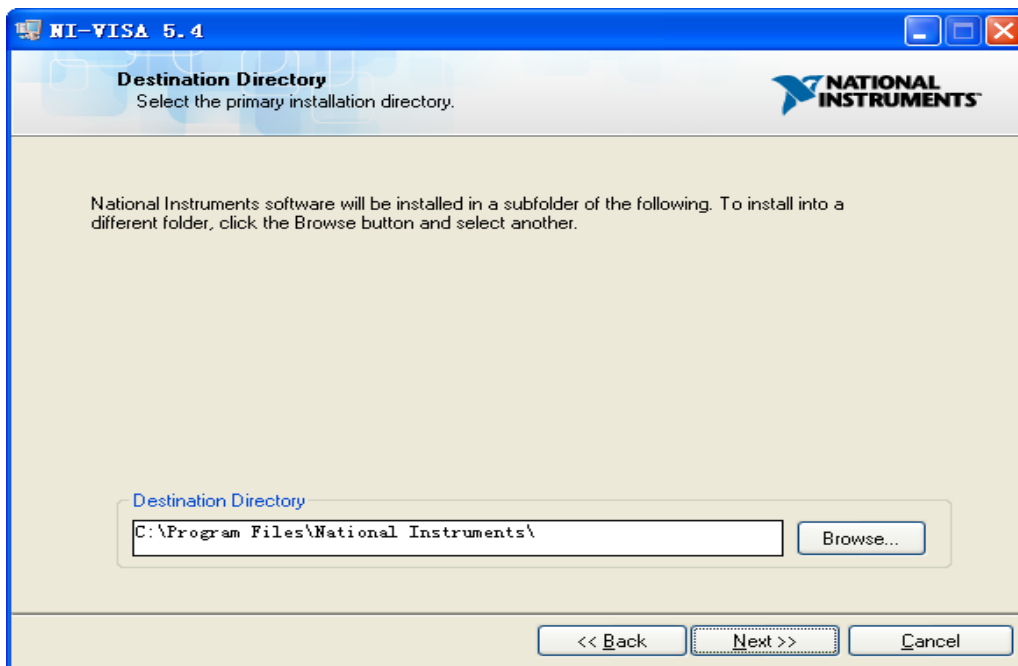 NI-VISA 5.4
Destination Directory
Select the primary installation directory.
NATIONAL
INSTRUMENTS™
National Instruments software will be installed in a subfolder of the following. To install into a
different folder, click the Browse button and select another.
Destination Directory
C:\Program Files\National Instruments\
Browse...
<< Back
Next >>
Cancel